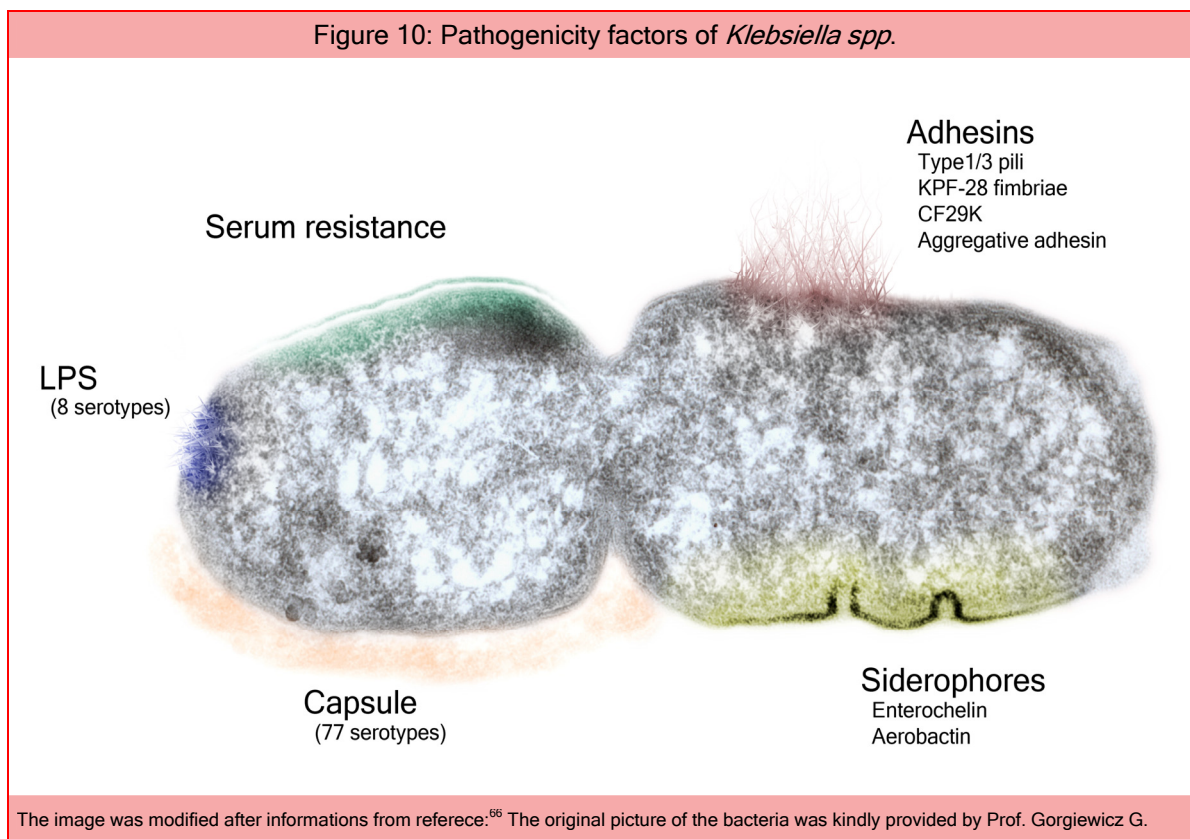 Figure 10: Pathogenicity factors of Klebsiella spp.
Adhesins
Type1/3 pili
KPF-28 fimbriae
CF29K
Aggregative adhesin
Serum resistance
LPS
(8 serotypes)
Capsule
(77 serotypes)
Siderophores
Enterochelin
Aerobactin
The image was modified after informations from referece:66 The original picture of the bacteria was kindly provided by Prof. Gorgiewicz G.